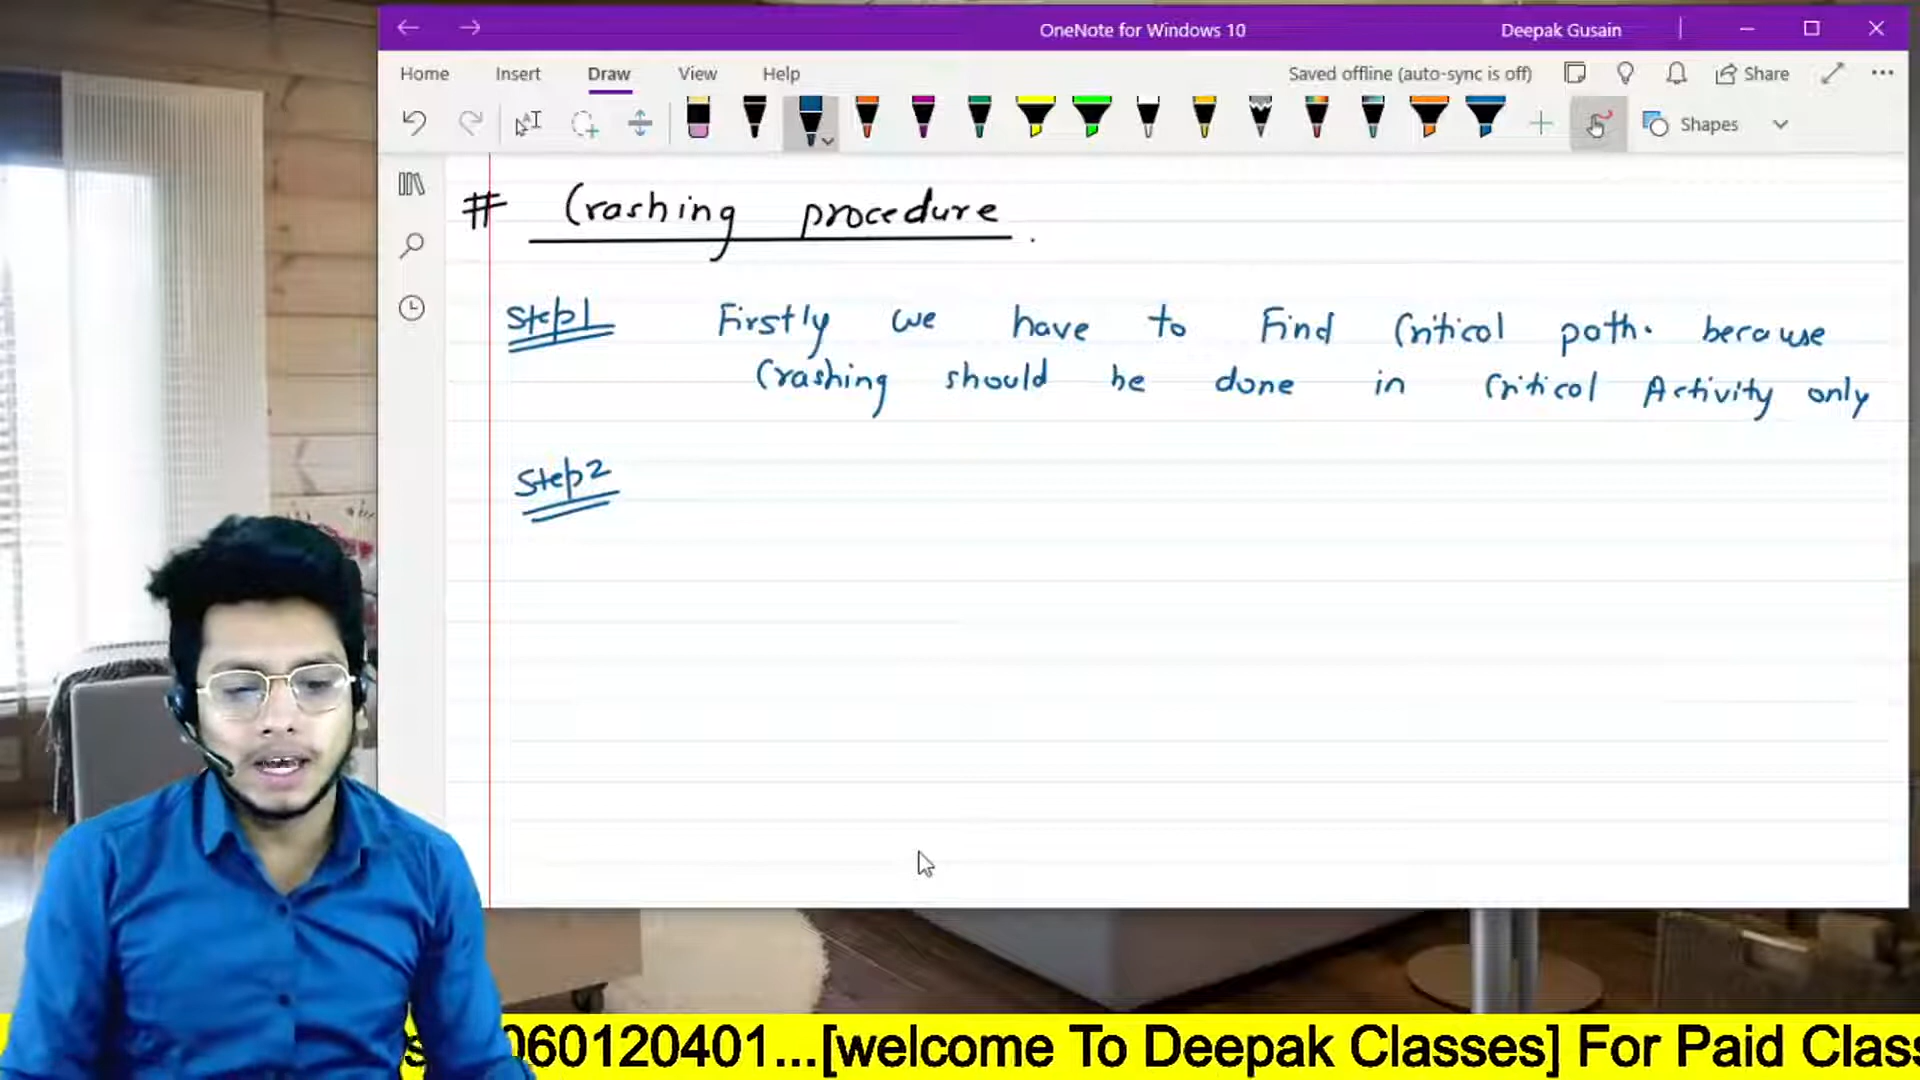 OneNote for Windows 10
Deepak Gusain
Home Insert Draw View Help
Saved offline (auto-sync is off)
Share
Shapes
# Crashing procedure.
Step1 Firstly we have to Find Critical path. because
Crashing should be done in Critical Activity only
Step2
060120401...[welcome To Deepak Classes] For Paid Class